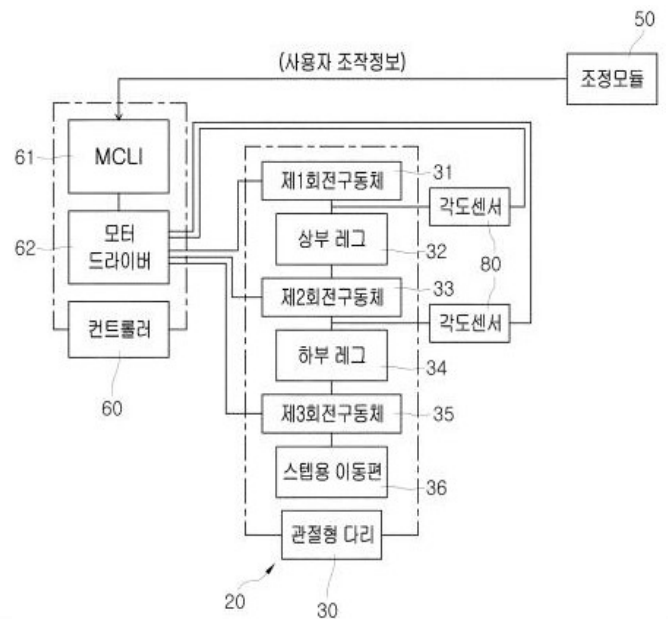 50
(사용자 조작정보)
조정모듈
61
MCLI
31
제1회전구동체
각도센서
62
모터
드라이버
상부 레그
32
80
33
제2회전구동체
각도센서
컨트롤러
하부 레그
34
60
제3회전구동체
35
스텝용 이동편
36
관절형 다리
20
30